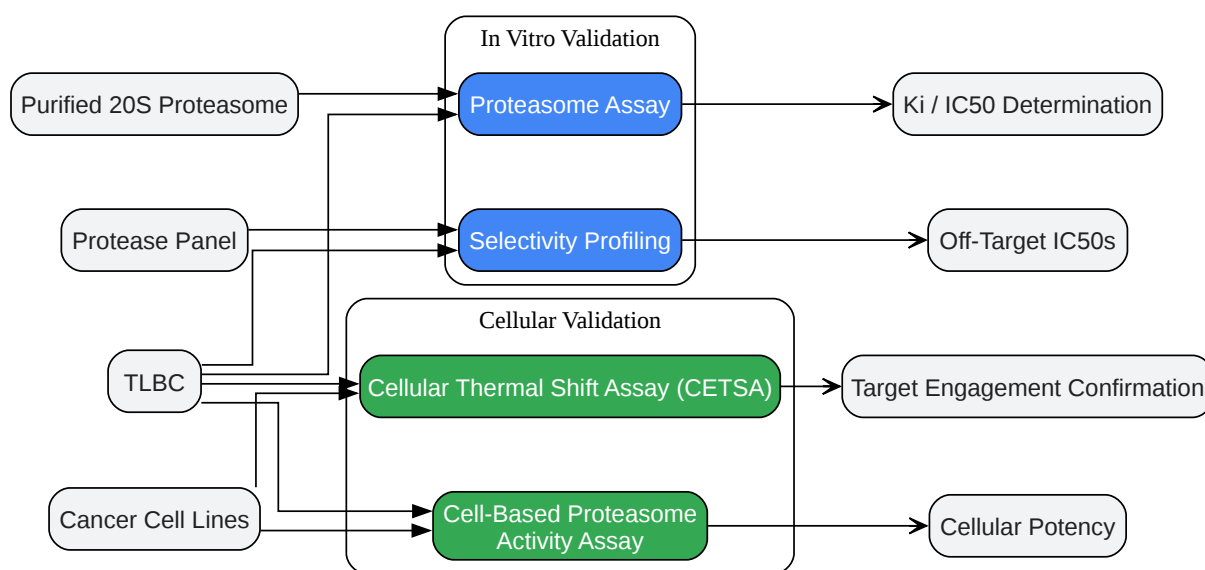 In Vitro Validation
Purified 20S Proteasome
Proteasome Assay
Ki / IC50 Determination
Protease Panel
Selectivity Profiling
Off-Target IC50s
Cellular Validation
TLBC
Cellular Thermal Shift Assay (CETSA)
Target Engagement Confirmation
Cancer Cell Lines
Cell-Based Proteasome
Activity Assay
Cellular Potency